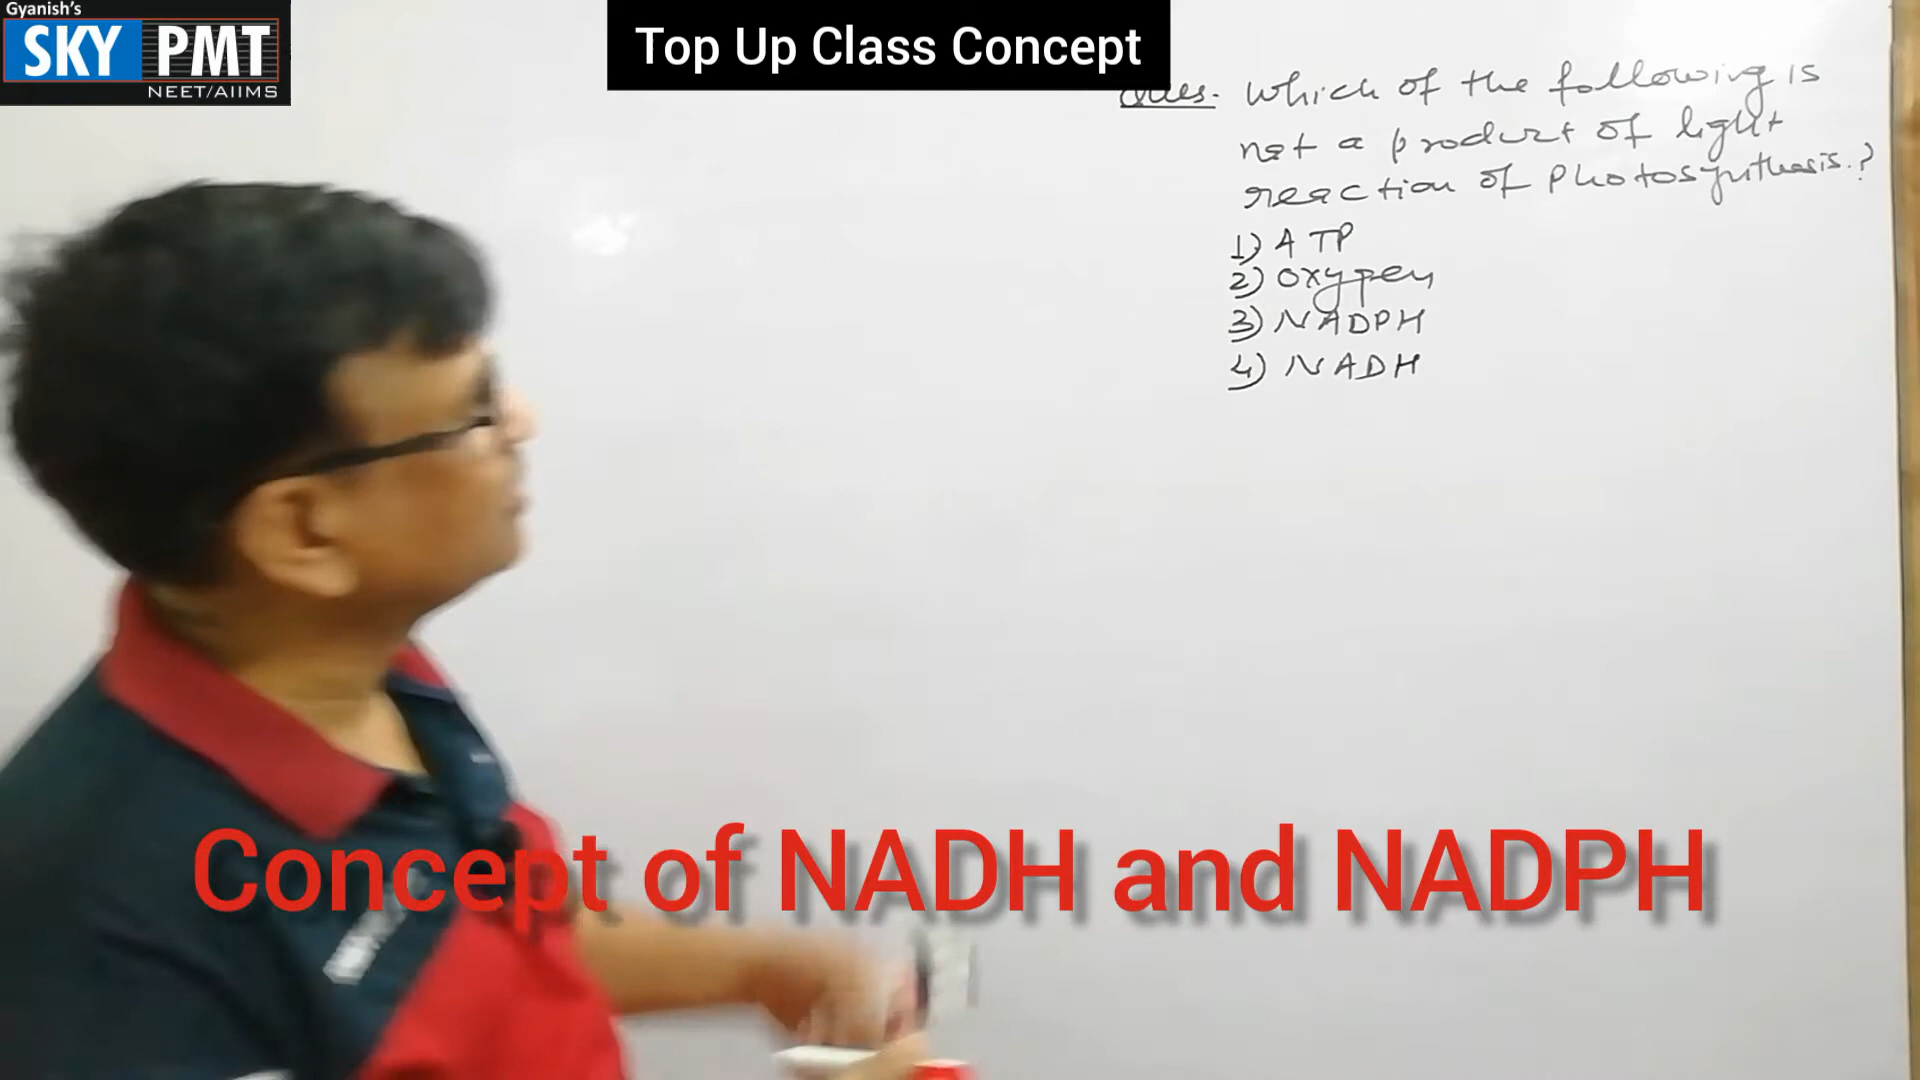 Gyanish's
SKY PMT
NEET/AIIMS
Top Up Class Concept
Ques. Which of the following is
not a product of light
reaction of Photosynthesis.?
1) ATP
2) Oxygen
3) NADPH
4) NADH
Concept of NADH and NADPH